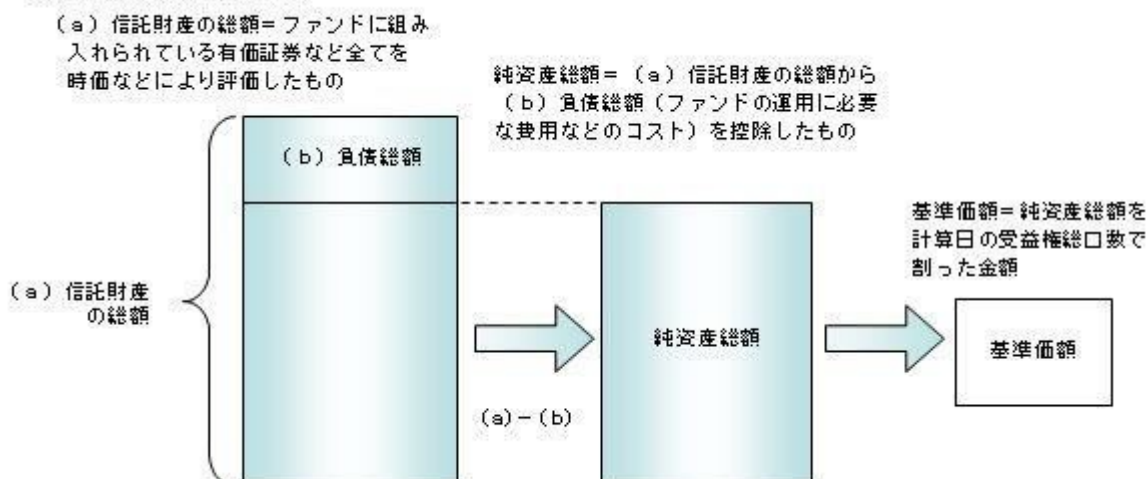 (a) 信託財産の総額=ファンドに組み
入れられている有価証券など全てを
時価などにより評価したもの
純資産総額=(a)信託財産の総額から
(b)負債総額(ファンドの運用に必要
な費用などのコスト)を控除したもの
(b)負債総額
基準価額=純資産総額を
計算日の受益権総口数で
割った金額
(a)信託財産
の総額
純資産総額
基準価額
(a)-(b)